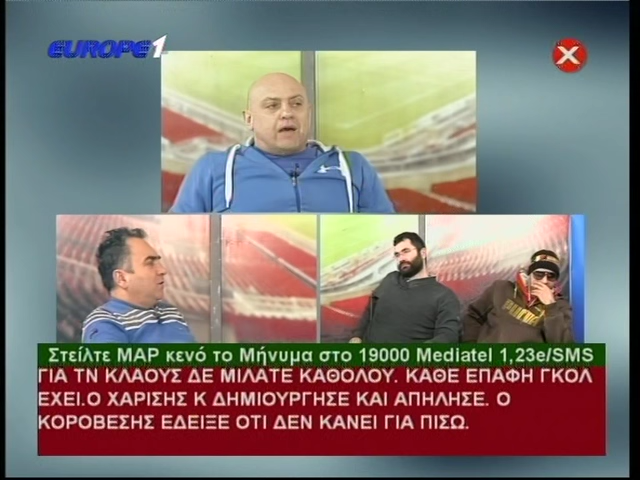 EUROPE1
X
Στείλτε ΜΑΡ κενό το Μήνυμα στο 19000 Mediatel 1,23e/SMS
ΓΙΑ ΤΝ ΚΛΑΟΥΣ ΔΕ ΜΙΛΑΤΕ ΚΑΘΟΛΟΥ. ΚΑΘΕ ΕΠΑΦΗ ΓΚΟΛ
ΕΧΕΙ.Ο ΧΑΡΙΣΗΣ Κ ΔΗΜΙΟΥΡΓΗΣΕ ΚΑΙ ΑΠΗΛΗΣΕ. Ο
ΚΟΡΟΒΕΣΗΣ ΕΔΕΙΞΕ ΟΤΙ ΔΕΝ ΚΑΝΕΙ ΓΙΑ ΠΙΣΩ.